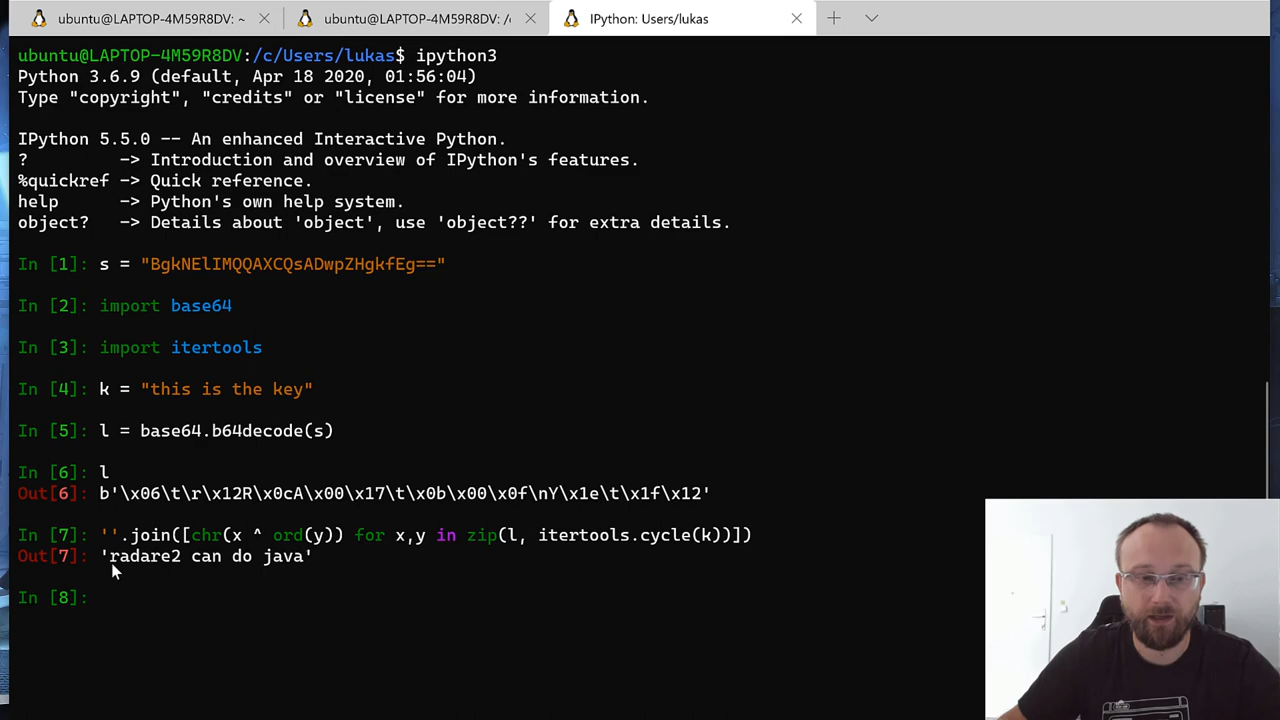 ubuntu@LAPTOP-4M59R8DV: ~
ubuntu@LAPTOP-4M59R8DV: /c
IPython: Users/lukas
ubuntu@LAPTOP-4M59R8DV:/c/Users/lukas$ ipython3
Python 3.6.9 (default, Apr 18 2020, 01:56:04)
Type "copyright", "credits" or "license" for more information.
IPython 5.5.0 -- An enhanced Interactive Python.
? -> Introduction and overview of IPython's features.
%quickref -> Quick reference.
help -> Python's own help system.
object? -> Details about 'object', use 'object??' for extra details.
In [1]: s = "BgkNElIMQQAXCQsADwpZHgkfEg=="
In [2]: import base64
In [3]: import itertools
In [4]: k = "this is the key"
In [5]: l = base64.b64decode(s)
In [6]: l
Out[6]: b'\x06\t\r\x12R\x0cA\x00\x17\t\x0b\x00\x0f\nY\x1e\t\x1f\x12'
In [7]: ''.join([chr(x ^ ord(y)) for x,y in zip(l, itertools.cycle(k))])
Out[7]: 'radare2 can do java'
In [8]: